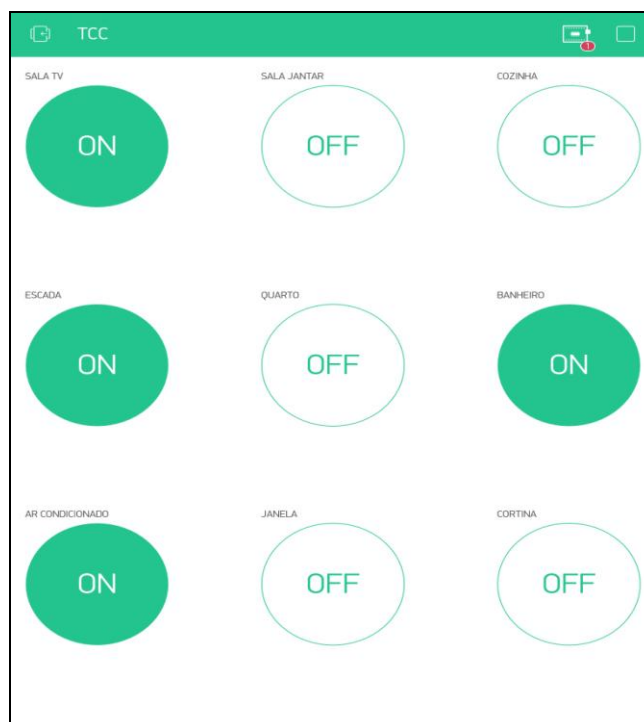 TCC
1
SALA TV
SALA JANTAR
COZINHA
ON
OFF
OFF
ESCADA
QUARTO
BANHEIRO
ON
OFF
ON
AR CONDICIONADO
JANELA
CORTINA
ON
OFF
OFF